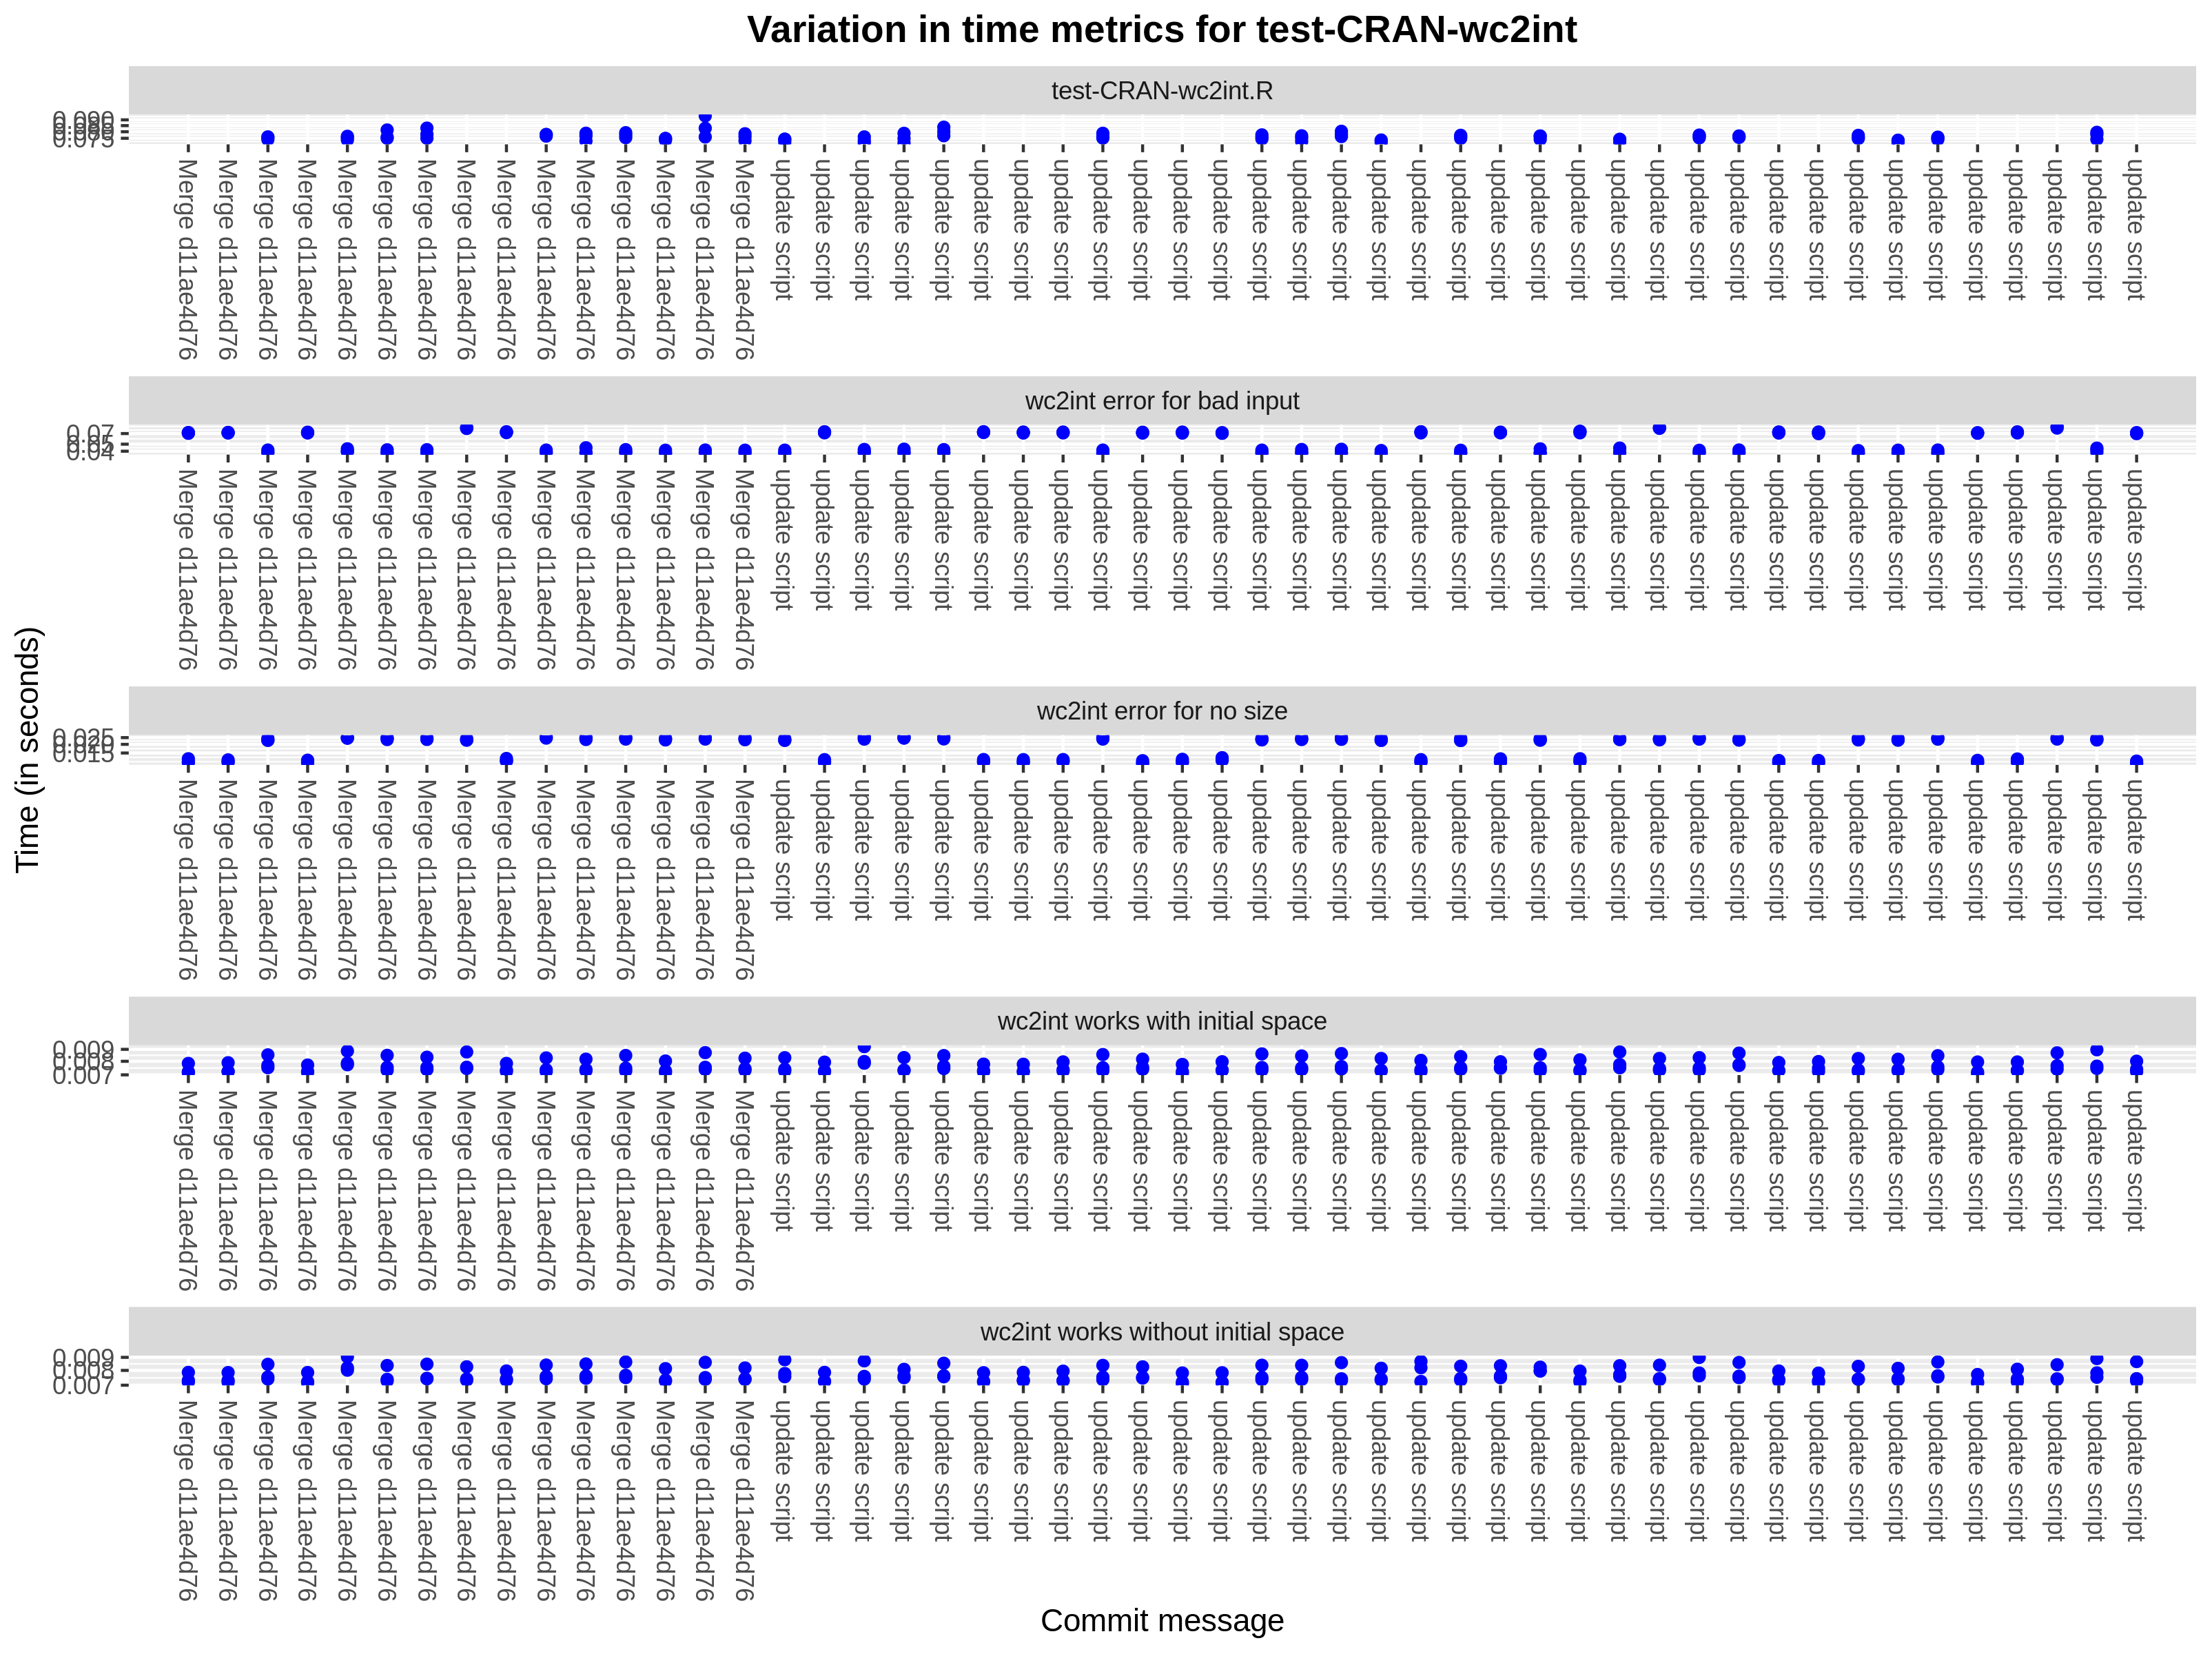 Variation in time metrics for test-CRAN-wc2int
test-CRAN-wc2int.R
0.090
0.075
Merge d11ae4d76 Merge d11ae4d76 Merge d11ae4d76 Merge d11ae4d76 Merge d11ae4d76 Merge d11ae4d76 Merge d11ae4d76 Merge d11ae4d76 Merge d11ae4d76 Merge d11ae4d76 Merge d11ae4d76 Merge d11ae4d76 Merge d11ae4d76 Merge d11ae4d76 Merge d11ae4d76 update script update script update script update script update script update script update script update script update script update script update script update script update script update script update script update script update script update script update script update script update script update script update script update script update script update script update script update script update script update script update script update script update script update script update script
wc2int error for bad input
0.07
0.04
Merge d11ae4d76 Merge d11ae4d76 Merge d11ae4d76 Merge d11ae4d76 Merge d11ae4d76 Merge d11ae4d76 Merge d11ae4d76 Merge d11ae4d76 Merge d11ae4d76 Merge d11ae4d76 Merge d11ae4d76 Merge d11ae4d76 Merge d11ae4d76 Merge d11ae4d76 Merge d11ae4d76 update script update script update script update script update script update script update script update script update script update script update script update script update script update script update script update script update script update script update script update script update script update script update script update script update script update script update script update script update script update script update script update script update script update script update script
wc2int error for no size
0.025
0.020
0.015
Merge d11ae4d76 Merge d11ae4d76 Merge d11ae4d76 Merge d11ae4d76 Merge d11ae4d76 Merge d11ae4d76 Merge d11ae4d76 Merge d11ae4d76 Merge d11ae4d76 Merge d11ae4d76 Merge d11ae4d76 Merge d11ae4d76 Merge d11ae4d76 Merge d11ae4d76 Merge d11ae4d76 update script update script update script update script update script update script update script update script update script update script update script update script update script update script update script update script update script update script update script update script update script update script update script update script update script update script update script update script update script update script update script update script update script update script update script
wc2int works with initial space
0.009
0.008
0.007
Merge d11ae4d76 Merge d11ae4d76 Merge d11ae4d76 Merge d11ae4d76 Merge d11ae4d76 Merge d11ae4d76 Merge d11ae4d76 Merge d11ae4d76 Merge d11ae4d76 Merge d11ae4d76 Merge d11ae4d76 Merge d11ae4d76 Merge d11ae4d76 Merge d11ae4d76 Merge d11ae4d76 update script update script update script update script update script update script update script update script update script update script update script update script update script update script update script update script update script update script update script update script update script update script update script update script update script update script update script update script update script update script update script update script update script update script update script
wc2int works without initial space
0.009
0.008
0.007
Merge d11ae4d76 Merge d11ae4d76 Merge d11ae4d76 Merge d11ae4d76 Merge d11ae4d76 Merge d11ae4d76 Merge d11ae4d76 Merge d11ae4d76 Merge d11ae4d76 Merge d11ae4d76 Merge d11ae4d76 Merge d11ae4d76 Merge d11ae4d76 Merge d11ae4d76 Merge d11ae4d76 update script update script update script update script update script update script update script update script update script update script update script update script update script update script update script update script update script update script update script update script update script update script update script update script update script update script update script update script update script update script update script update script update script update script update script
Time (in seconds)
Commit message